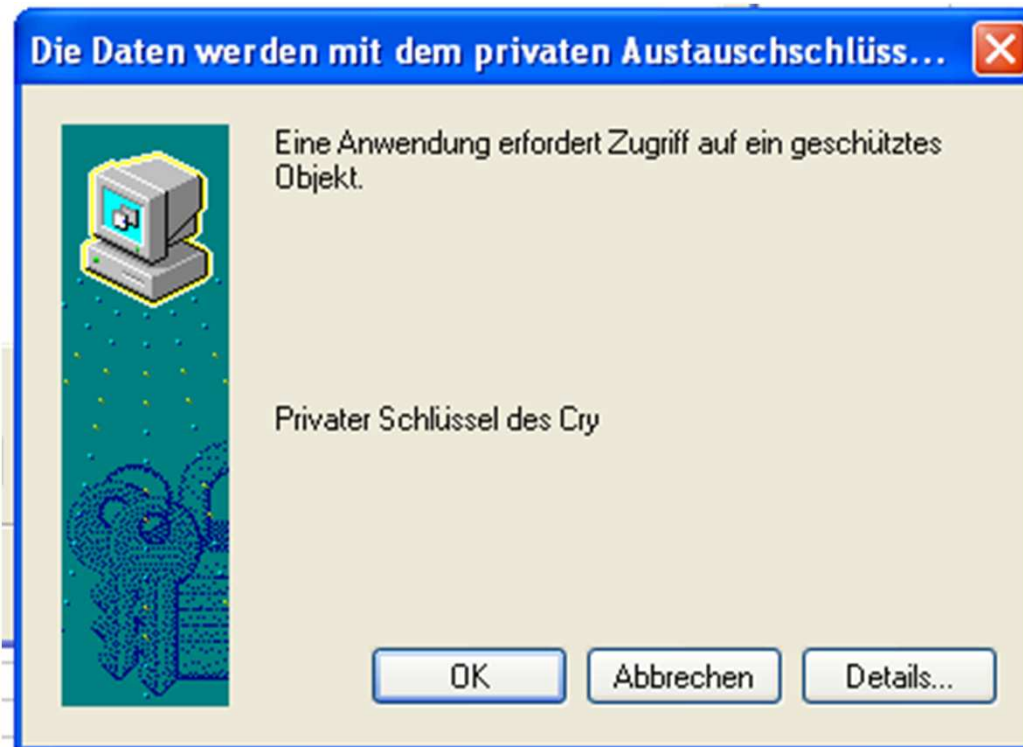 Die Daten werden mit dem privaten Austauschschlüss...
Eine Anwendung erfordert Zugriff auf ein geschütztes
Objekt.
Privater Schlüssel des Cry
OK
Abbrechen
Details...